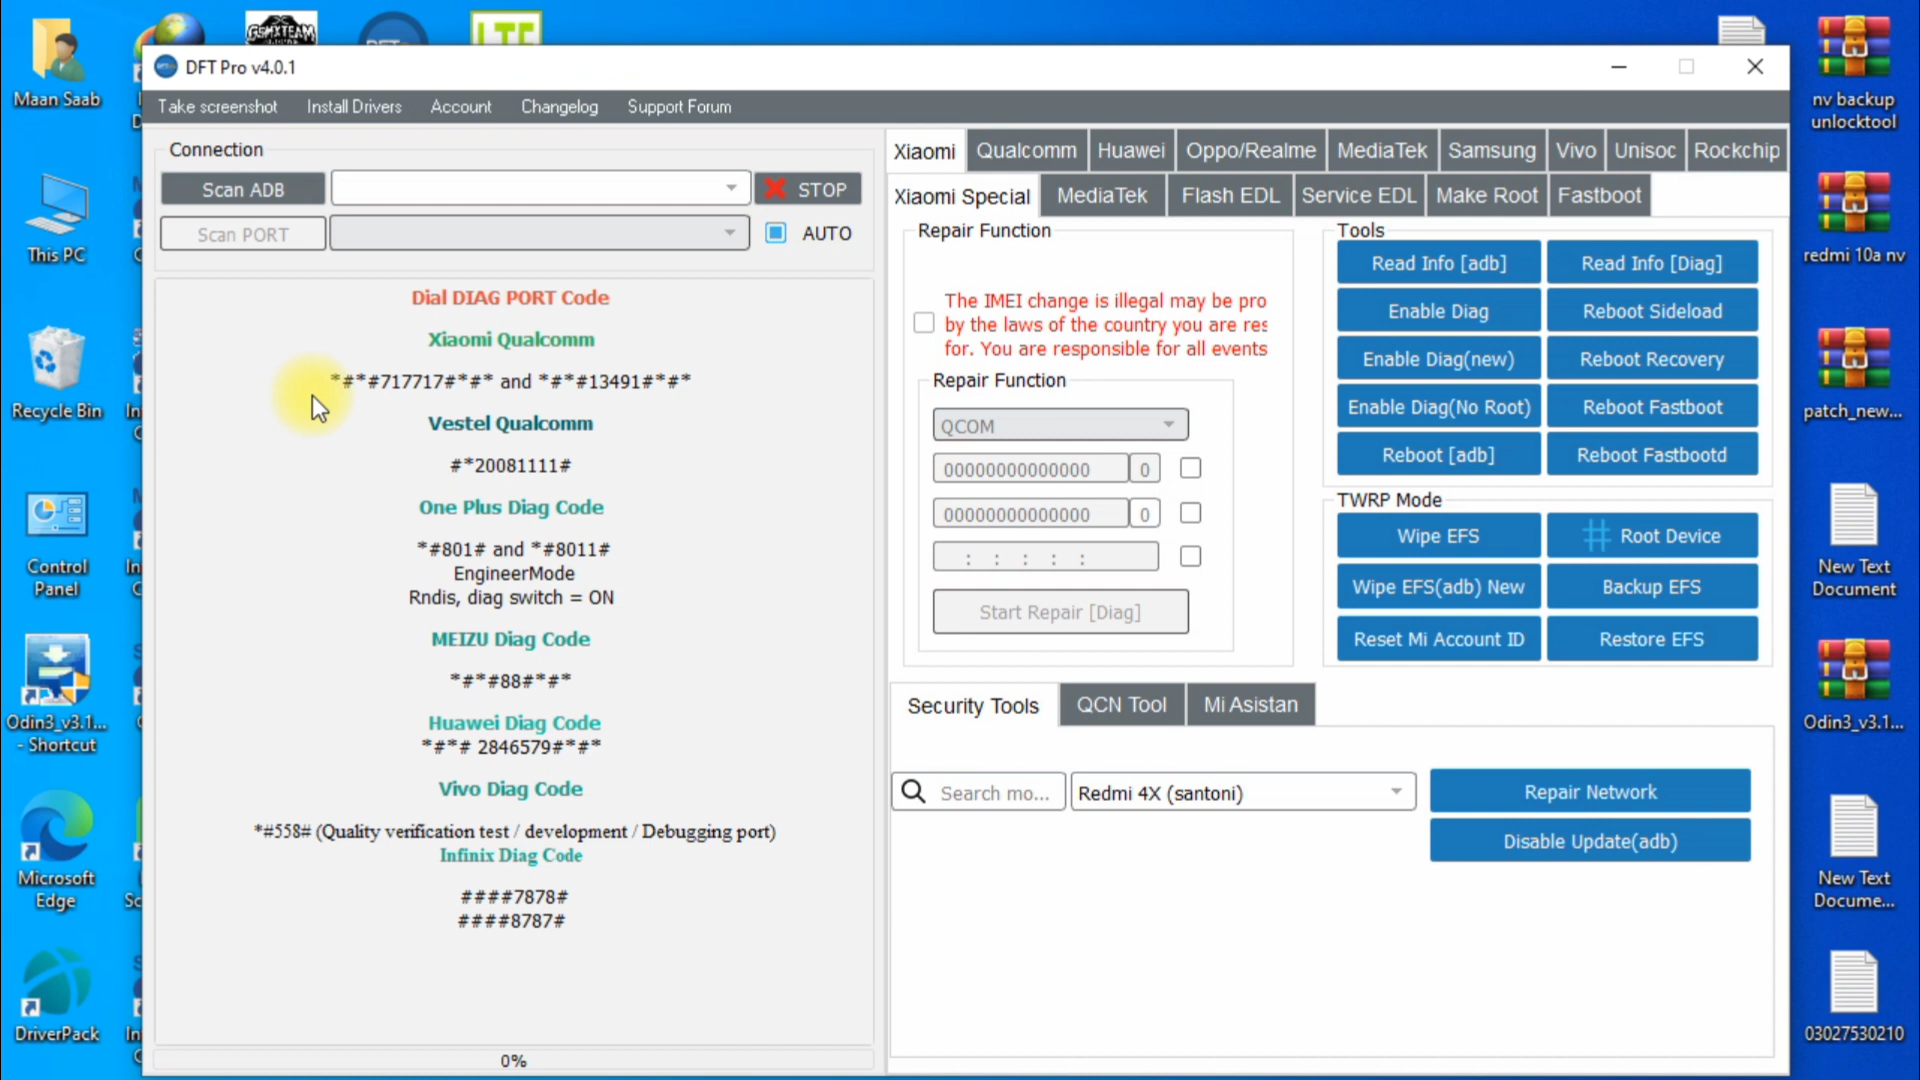 Maan Saab
This PC
Recycle Bin
Control
Panel
Odin3_v3.1...
- Shortcut
Microsoft
Edge
DriverPack
GSMXTEAM
LTE
DFT Pro v4.0.1
Take screenshot Install Drivers Account Changelog Support Forum
Connection
Scan ADB
STOP
Scan PORT
AUTO
Dial DIAG PORT Code
Xiaomi Qualcomm
*#*#717717#*#* and *#*#13491#*#*
Vestel Qualcomm
#*20081111#
One Plus Diag Code
*#801# and *#8011#
EngineerMode
Rndis, diag switch = ON
MEIZU Diag Code
*#*#88#*#*
Huawei Diag Code
*#*# 2846579#*#*
Vivo Diag Code
*#558# (Quality verification test / development / Debugging port)
Infinix Diag Code
####7878#
####8787#
0%
Xiaomi Qualcomm Huawei Oppo/Realme MediaTek Samsung Vivo Unisoc Rockchip
Xiaomi Special MediaTek Flash EDL Service EDL Make Root Fastboot
Repair Function
The IMEI change is illegal may be pro
by the laws of the country you are res
for. You are responsible for all events
Repair Function
QCOM
00000000000000 0
00000000000000 0
: : : : :
Start Repair [Diag]
Tools
Read Info [adb] Read Info [Diag]
Enable Diag Reboot Sideload
Enable Diag(new) Reboot Recovery
Enable Diag(No Root) Reboot Fastboot
Reboot [adb] Reboot Fastbootd
TWRP Mode
Wipe EFS Root Device
Wipe EFS(adb) New Backup EFS
Reset Mi Account ID Restore EFS
Security Tools QCN Tool Mi Asistan
Search mo... Redmi 4X (santoni) Repair Network
Disable Update(adb)
nv backup
unlocktool
redmi 10a nv
patch_new...
New Text
Document
Odin3_v3.1...
New Text
Docume...
03027530210